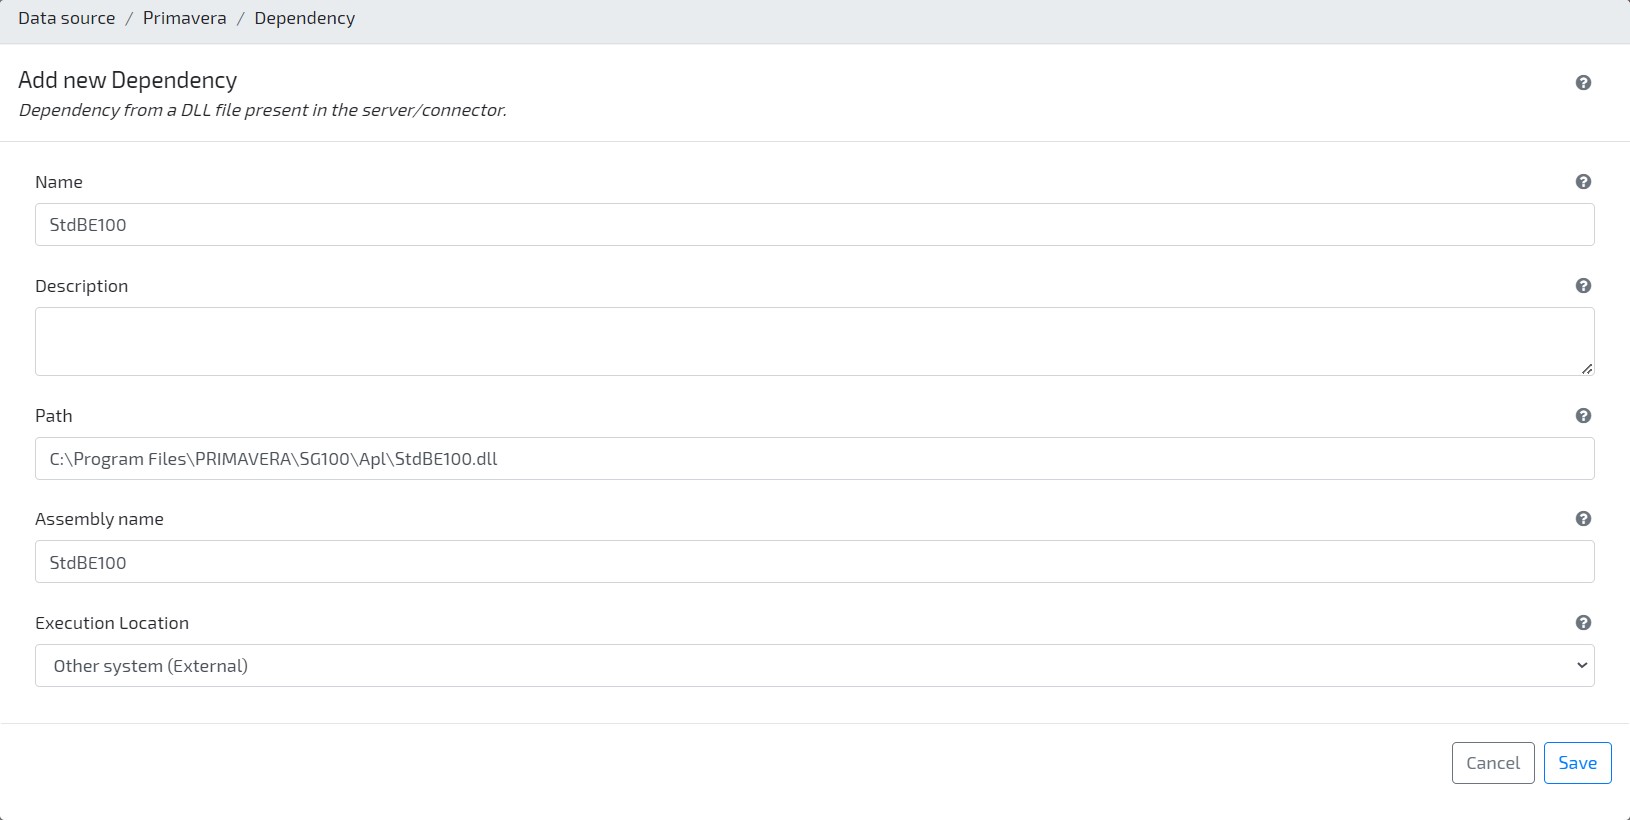 Data source / Primavera / Dependency
Add new Dependency
Dependency from a DLL file present in the server/connector.
Name
StdBE100
Description
Path
C:\Program Files\PRIMAVERA\SG100\Apl\StdBE100.dll
Assembly name
StdBE100
Execution Location
Other system (External)
Cancel Save